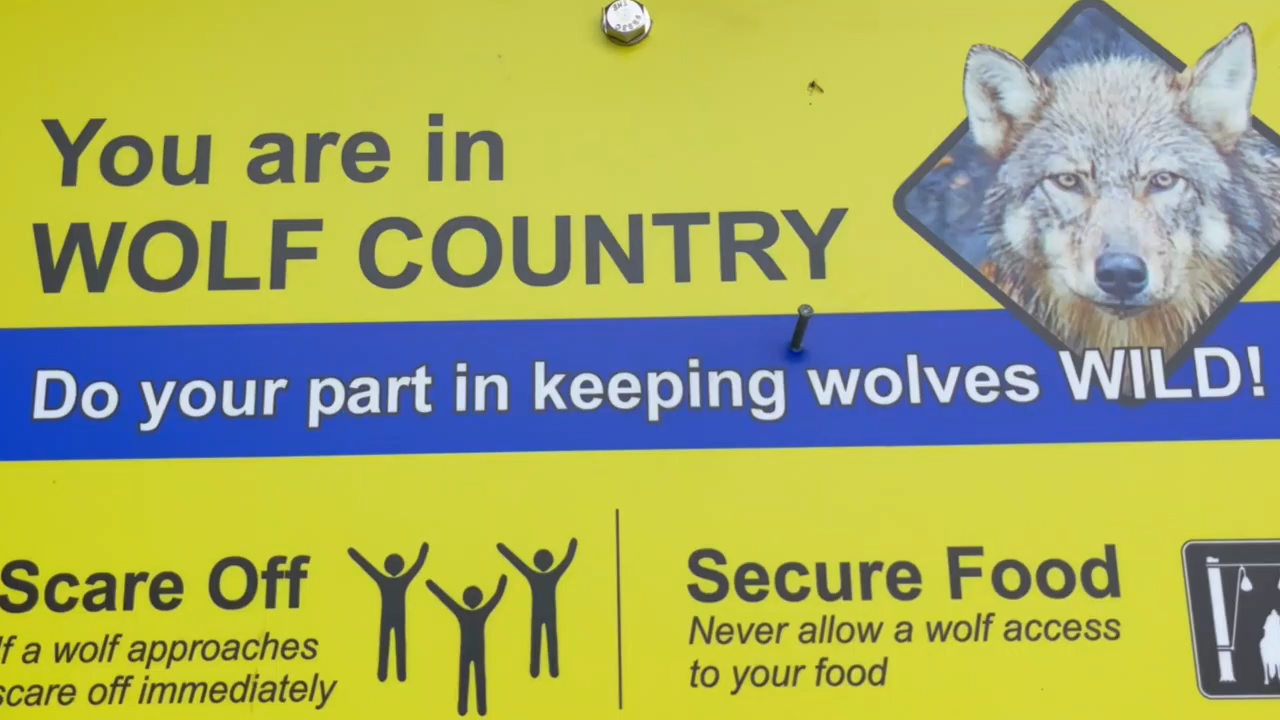 You are in
WOLF COUNTRY
Do your part in keeping wolves WILD!
Scare Off
If a wolf approaches
scare off immediately
Secure Food
Never allow a wolf access
to your food